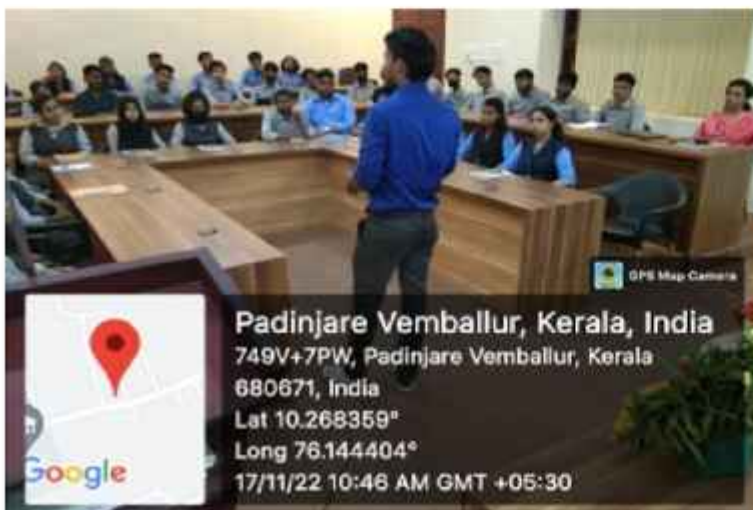 GPS Map Camera
Padinjare Vemballur, Kerala, India
749V+7PW, Padinjare Vemballur, Kerala
680671, India
Lat 10.268359°
Long 76.144404°
17/11/22 10:46 AM GMT +05:30
Google